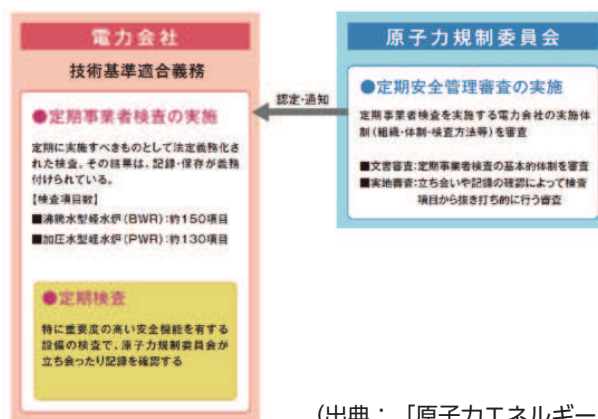 電力会社
技術基準適合義務
●定期事業者検査の実施
定期に実施すべきものとして法定義務化さ
れた検査。その結果は、記録・保存が義務
付けられている。
【検査項目数】
■沸騰水型軽水炉(BWR):約150項目
■加圧水型軽水炉(PWR):約130項目
●定期検査
特に重要度の高い安全機能を有する
設備の検査で、原子力規制委員会が
立ち会ったり記録を確認する
認定・通知
原子力規制委員会
●定期安全管理審査の実施
定期事業者検査を実施する電力会社の実施体
制(組織・体制・検査方法等)を審査
■文書審査:定期事業者検査の基本的体制を審査
■実地審査:立ち会いや記録の確認によって検査
項目から抜き打ち的に行う審査
(出典:「原子力エネルギー